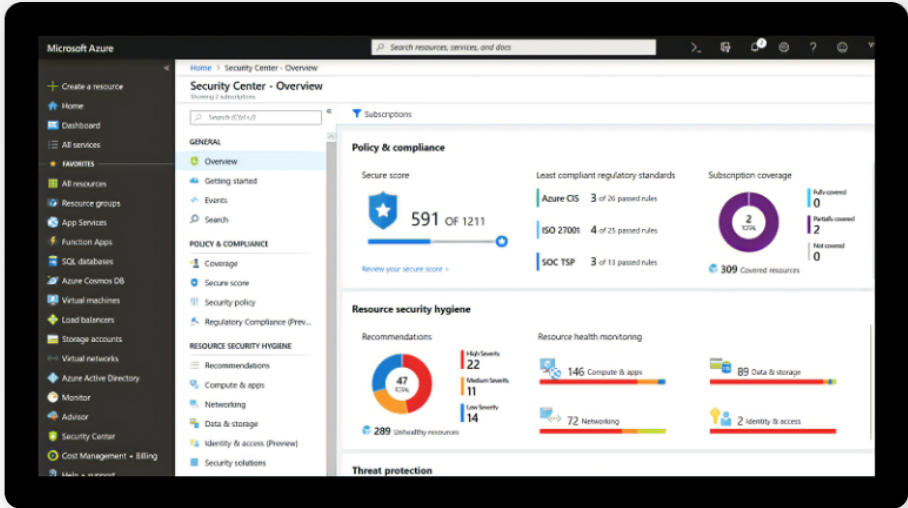 Microsoft Azure
Search resources, services, and docs
Create a resource
Home
Dashboard
All services
FAVORITES
All resources
Resource groups
App Services
Function Apps
SQL databases
Azure Cosmos DB
Virtual machines
Load balancers
Storage accounts
Virtual networks
Azure Active Directory
Monitor
Advisor
Security Center
Cost Management + Billing
Help + support
Home > Security Center - Overview
Security Center - Overview
Showing 2 subscriptions
Search (Ctrl+/)
GENERAL
Overview
Getting started
Events
Search
POLICY & COMPLIANCE
Coverage
Secure score
Security policy
Regulatory Compliance (Prev...
RESOURCE SECURITY HYGIENE
Recommendations
Compute & apps
Networking
Data & storage
Identity & access (Preview)
Security solutions
Subscriptions
Policy & compliance
Secure score
591 OF 1211
Review your secure score >
Least compliant regulatory standards
Azure CIS 3 of 26 passed rules
ISO 27001 4 of 25 passed rules
SOC TSP 3 of 13 passed rules
Subscription coverage
2
TOTAL
Fully covered
0
Partially covered
2
Not covered
0
309 Covered resources
Resource security hygiene
Recommendations
47
TOTAL
High Severity
22
Medium Severity
11
Low Severity
14
289 Unhealthy resources
Resource health monitoring
146 Compute & apps
89 Data & storage
72 Networking
2 Identity & access
Threat protection